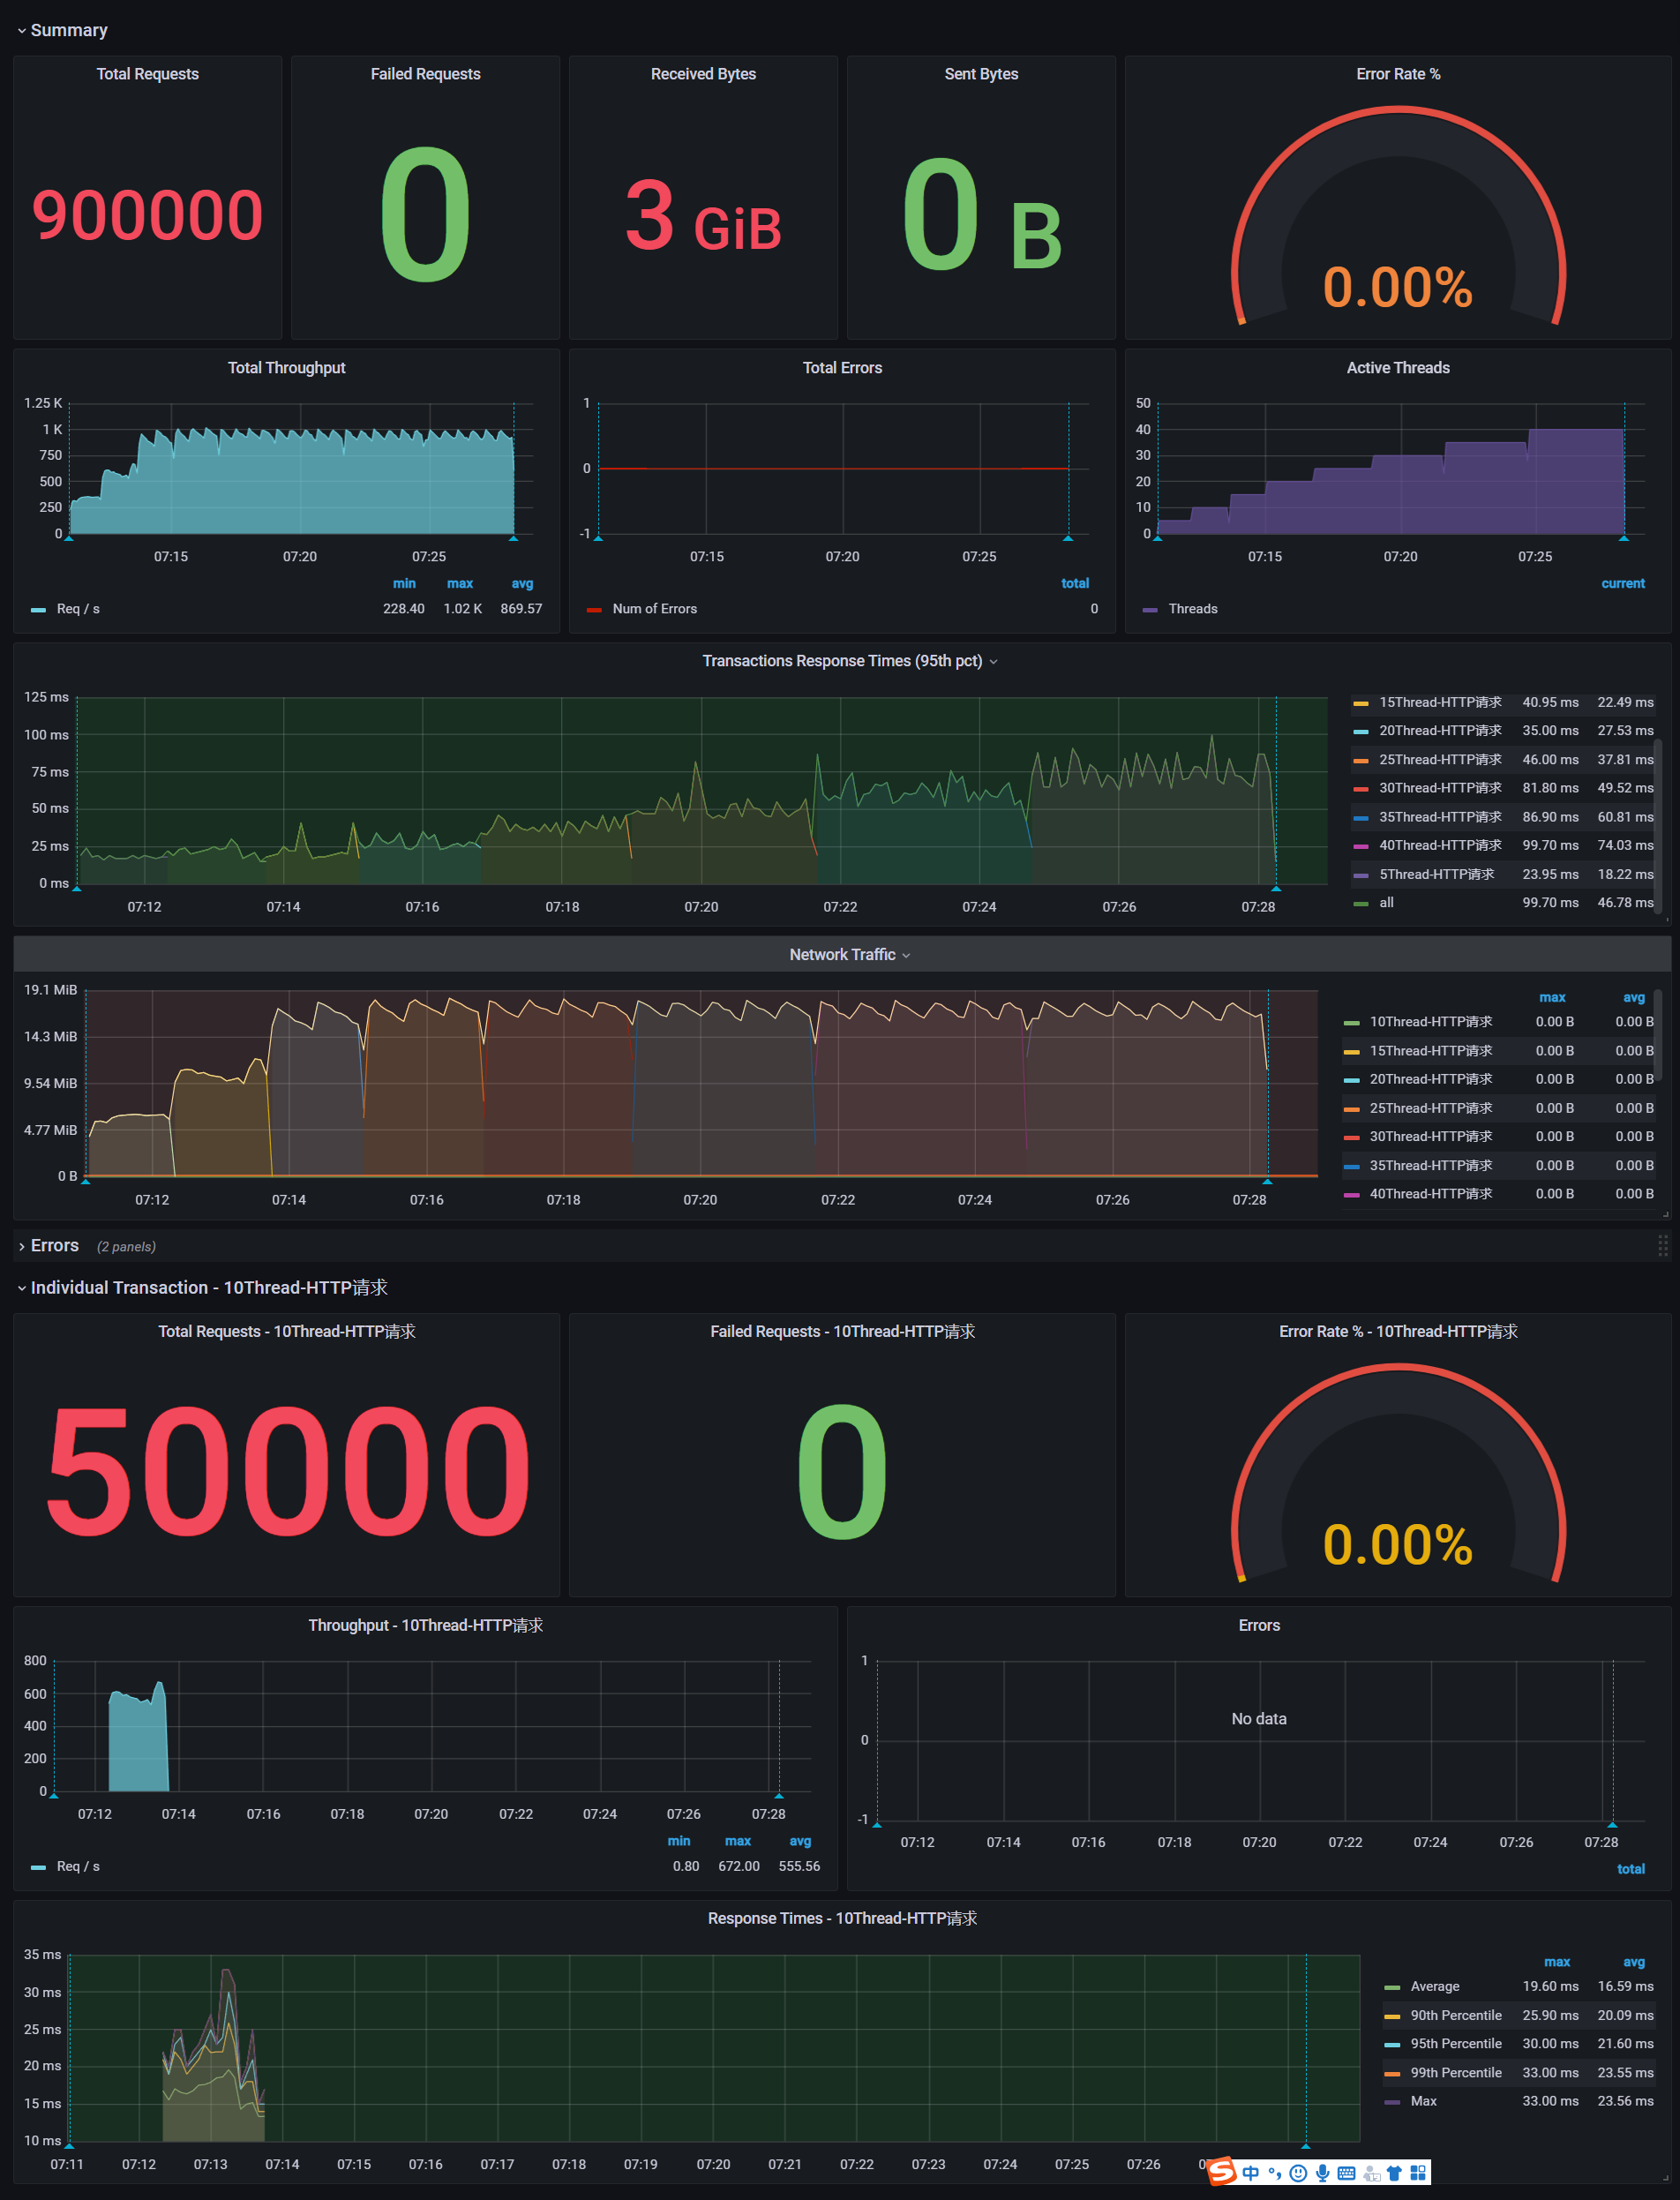 Summary
Total Requests
900000
Failed Requests
0
Received Bytes
3 GiB
Sent Bytes
0 B
Error Rate %
0.00%
Total Throughput
1.25 K
1 K
750
500
250
0
07:15 07:20 07:25
min max avg
Req / s 228.40 1.02 K 869.57
Total Errors
1
0
-1
07:15 07:20 07:25
total
Num of Errors 0
Active Threads
50
40
30
20
10
0
07:15 07:20 07:25
current
Threads
Transactions Response Times (95th pct)
125 ms
100 ms
75 ms
50 ms
25 ms
0 ms
07:12 07:14 07:16 07:18 07:20 07:22 07:24 07:26 07:28
15Thread-HTTP请求 40.95 ms 22.49 ms
20Thread-HTTP请求 35.00 ms 27.53 ms
25Thread-HTTP请求 46.00 ms 37.81 ms
30Thread-HTTP请求 81.80 ms 49.52 ms
35Thread-HTTP请求 86.90 ms 60.81 ms
40Thread-HTTP请求 99.70 ms 74.03 ms
5Thread-HTTP请求 23.95 ms 18.22 ms
all 99.70 ms 46.78 ms
Network Traffic
19.1 MiB
14.3 MiB
9.54 MiB
4.77 MiB
0 B
07:12 07:14 07:16 07:18 07:20 07:22 07:24 07:26 07:28
max avg
10Thread-HTTP请求 0.00 B 0.00 B
15Thread-HTTP请求 0.00 B 0.00 B
20Thread-HTTP请求 0.00 B 0.00 B
25Thread-HTTP请求 0.00 B 0.00 B
30Thread-HTTP请求 0.00 B 0.00 B
35Thread-HTTP请求 0.00 B 0.00 B
40Thread-HTTP请求 0.00 B 0.00 B
Errors (2 panels)
Individual Transaction - 10Thread-HTTP请求
Total Requests - 10Thread-HTTP请求
50000
Failed Requests - 10Thread-HTTP请求
0
Error Rate % - 10Thread-HTTP请求
0.00%
Throughput - 10Thread-HTTP请求
800
600
400
200
0
07:12 07:14 07:16 07:18 07:20 07:22 07:24 07:26 07:28
min max avg
Req / s 0.80 672.00 555.56
Errors
1
0
-1
No data
07:12 07:14 07:16 07:18 07:20 07:22 07:24 07:26 07:28
total
Response Times - 10Thread-HTTP请求
35 ms
30 ms
25 ms
20 ms
15 ms
10 ms
07:11 07:12 07:13 07:14 07:15 07:16 07:17 07:18 07:19 07:20 07:21 07:22 07:23 07:24 07:25 07:26
max avg
Average 19.60 ms 16.59 ms
90th Percentile 25.90 ms 20.09 ms
95th Percentile 30.00 ms 21.60 ms
99th Percentile 33.00 ms 23.55 ms
Max 33.00 ms 23.56 ms
S 中